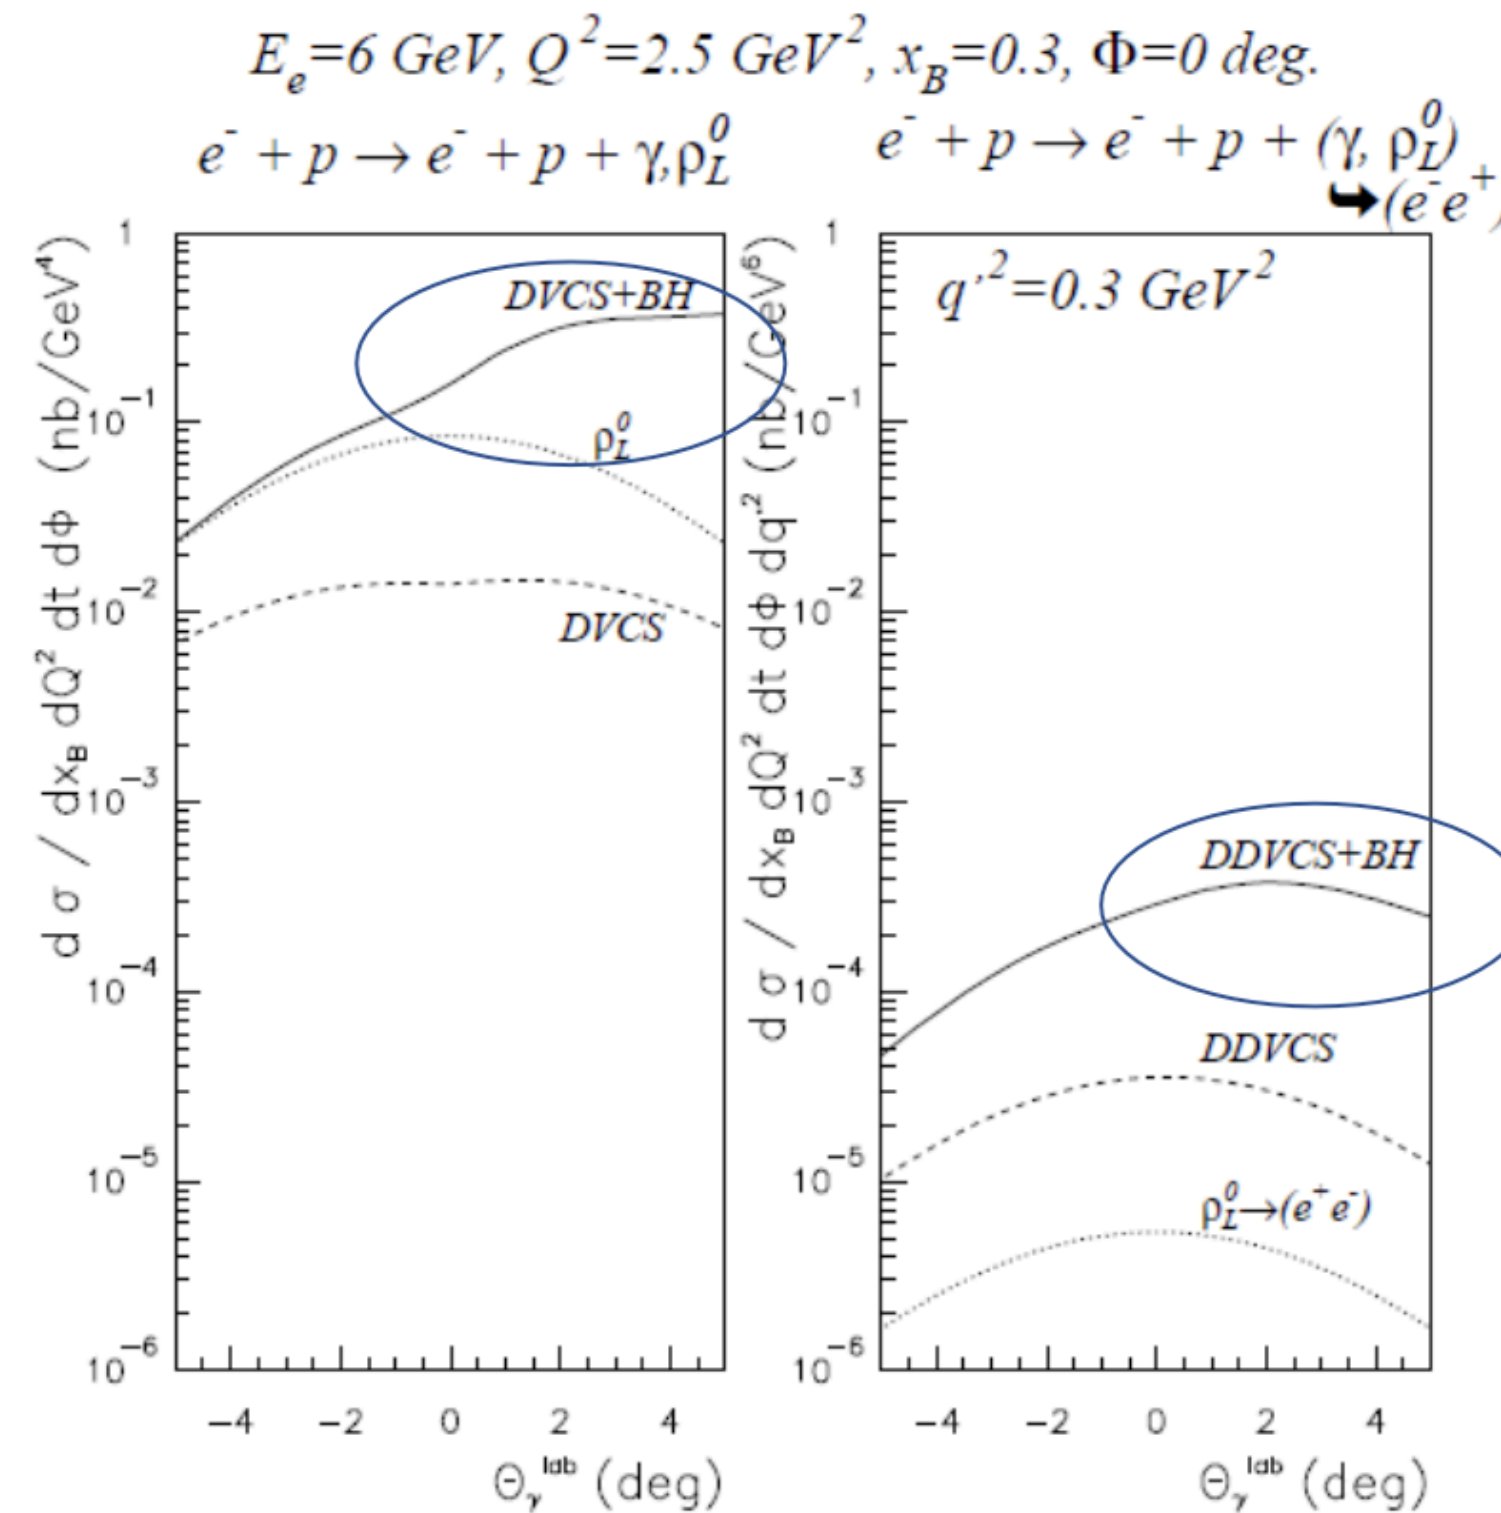 E_e=6 GeV, Q^2=2.5 GeV^2, x_B=0.3, Φ=0 deg.
e^- + p → e^- + p + γ,ρ_L^0
e^- + p → e^- + p + (γ, ρ_L^0)
↪(e^-e^+)
d σ / dx_B dQ^2 dt dϕ (nb/GeV^4)
1
10^-1
10^-2
10^-3
10^-4
10^-5
10^-6
DVCS+BH
ρ_L^0
DVCS
-4 -2 0 2 4
Θ_γ^lab (deg)
d σ / dx_B dQ^2 dt dϕ dq'^2 (nb/GeV^6)
1
10^-1
10^-2
10^-3
10^-4
10^-5
10^-6
q'^2=0.3 GeV^2
DDVCS+BH
DDVCS
ρ_L^0→(e^+e^-)
-4 -2 0 2 4
Θ_γ^lab (deg)